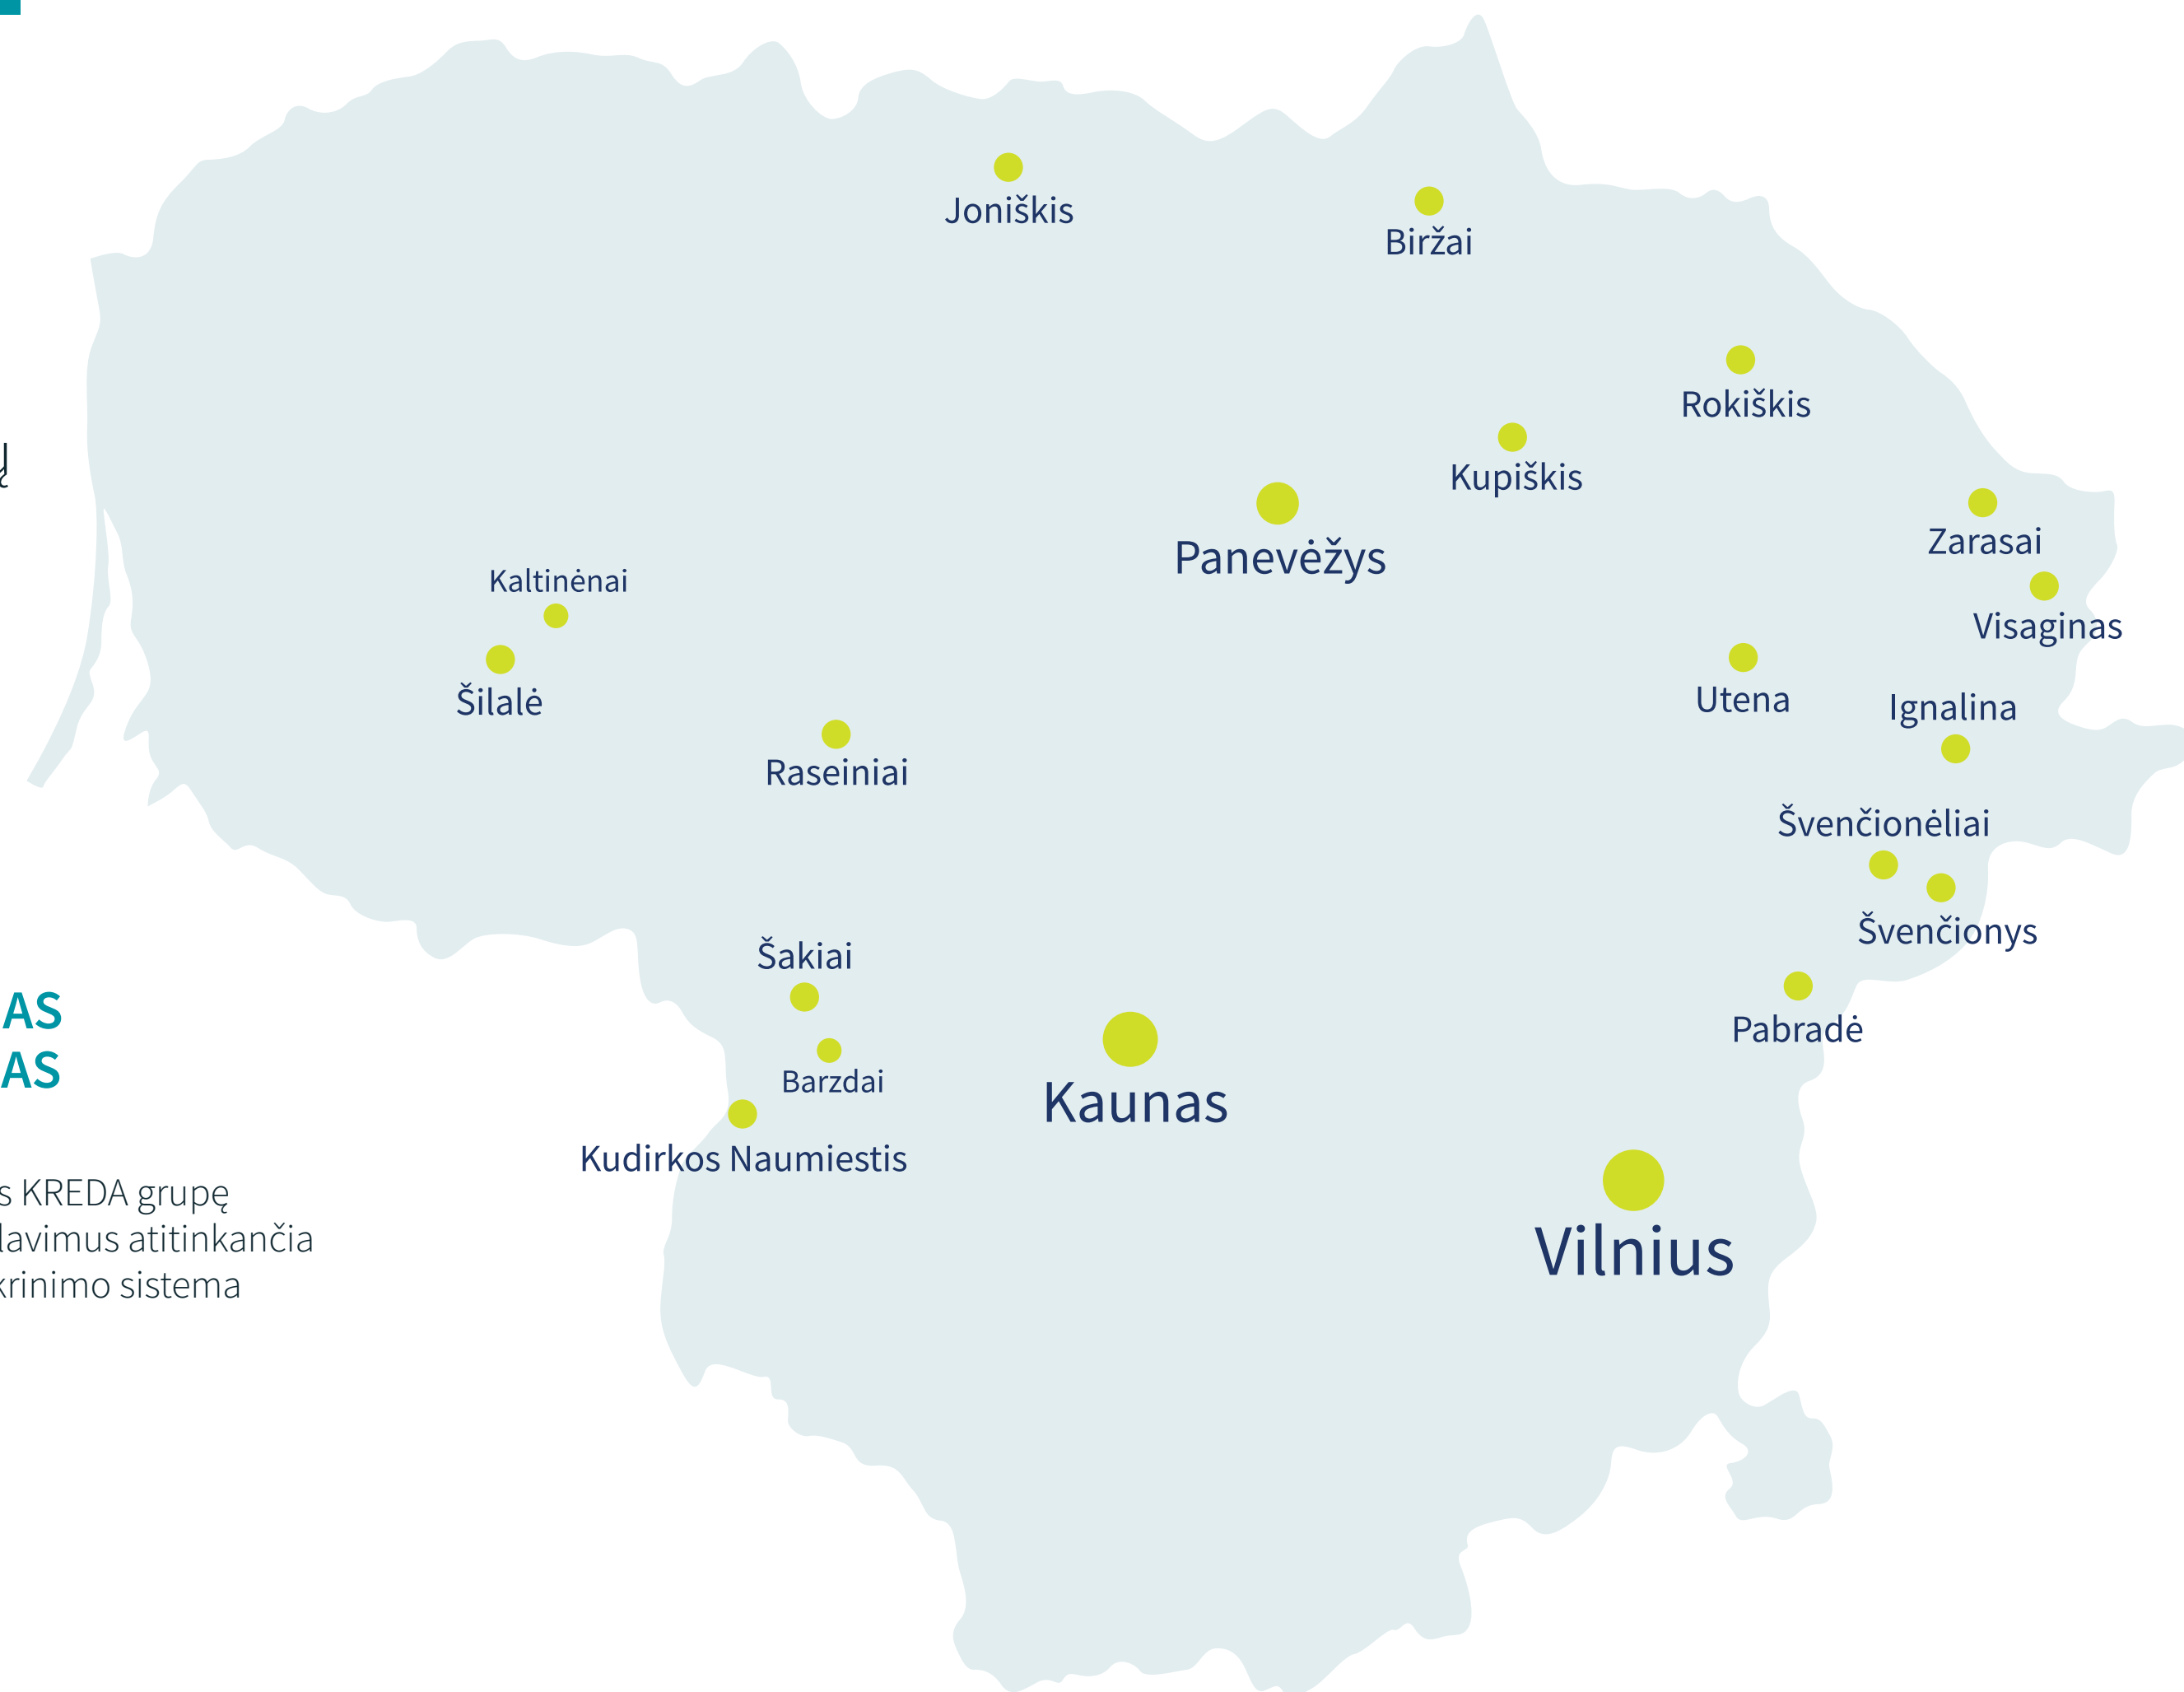 Joniškis
Biržai
Rokiškis
Kupiškis
ų
Panevėžys
Zarasai
Kaltinėnai
Visaginas
Šilalė
Utena
Ignalina
Raseiniai
Švenčionėliai
Švenčionys
Šakiai
AS
Pabradė
AS
Barzdai
Kaunas
Kudirkos Naumiestis
s KREDA grupę
lavimus atitinkančia
Vilnius
krinimo sistema